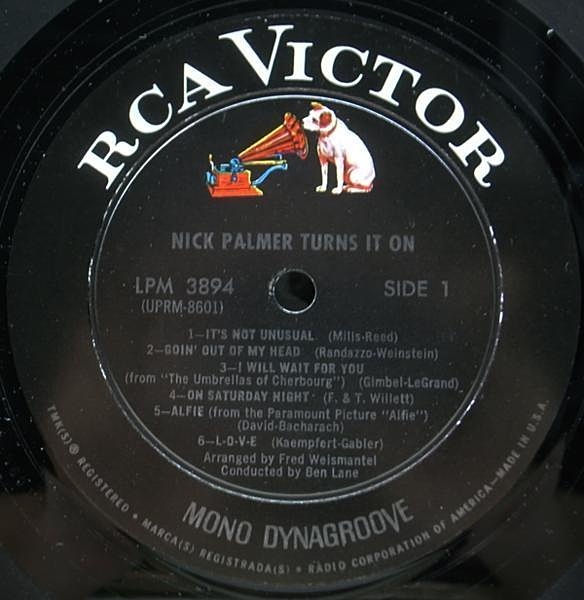 RCA VICTOR
NICK PALMER TURNS IT ON
LPM 3894
(UPRM-8601)
SIDE 1
1—IT'S NOT UNUSUAL (Mills-Reed)
2—GOIN' OUT OF MY HEAD (Randazzo-Weinstein)
3—I WILL WAIT FOR YOU
(from "The Umbrellas of Cherbourg") (Gimbel-LeGrand)
4—ON SATURDAY NIGHT (F. & T. Willett)
5—ALFIE (from the Paramount Picture "Alfie")
(David-Bacharach)
6—L-O-V-E (Kaempfert-Gabler)
Arranged by Fred Weismantel
Conducted by Ben Lane
MONO DYNAGROOVE
TMK(S) ® REGISTERED • MARCA(S) REGISTRADA(S) • RADIO CORPORATION OF AMERICA—MADE IN U.S.A.